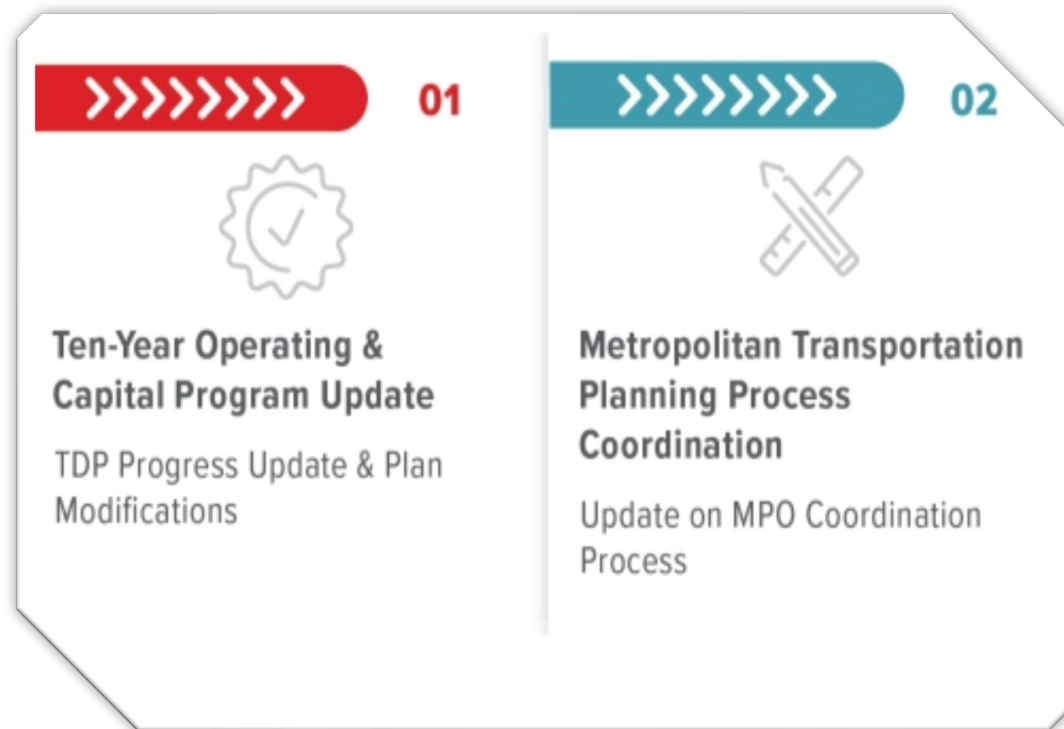 01
Ten-Year Operating &
Capital Program Update
TDP Progress Update & Plan
Modifications
02
Metropolitan Transportation
Planning Process
Coordination
Update on MPO Coordination
Process